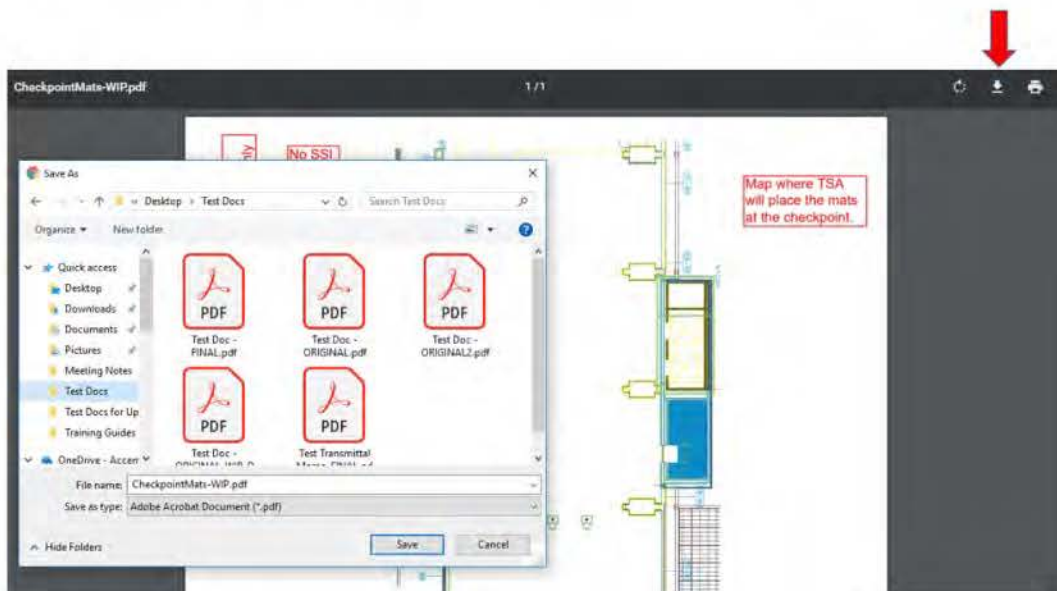 CheckpointMats-WIP.pdf
1 / 1
only
No SSI
Map where TSA
will place the mats
at the checkpoint.
Save As
Desktop > Test Docs
Search Test Docs
Organize
New folder
Quick access
Desktop
Downloads
Documents
Pictures
Meeting Notes
Test Docs
Test Docs for Up
Training Guides
OneDrive - Accen
PDF
Test Doc -
FINAL.pdf
PDF
Test Doc -
ORIGINAL.pdf
PDF
Test Doc -
ORIGINAL2.pdf
PDF
Test Doc -
PDF
Test Transmittal
File name: CheckpointMats-WIP.pdf
Save as type: Adobe Acrobat Document (*.pdf)
Hide Folders
Save
Cancel